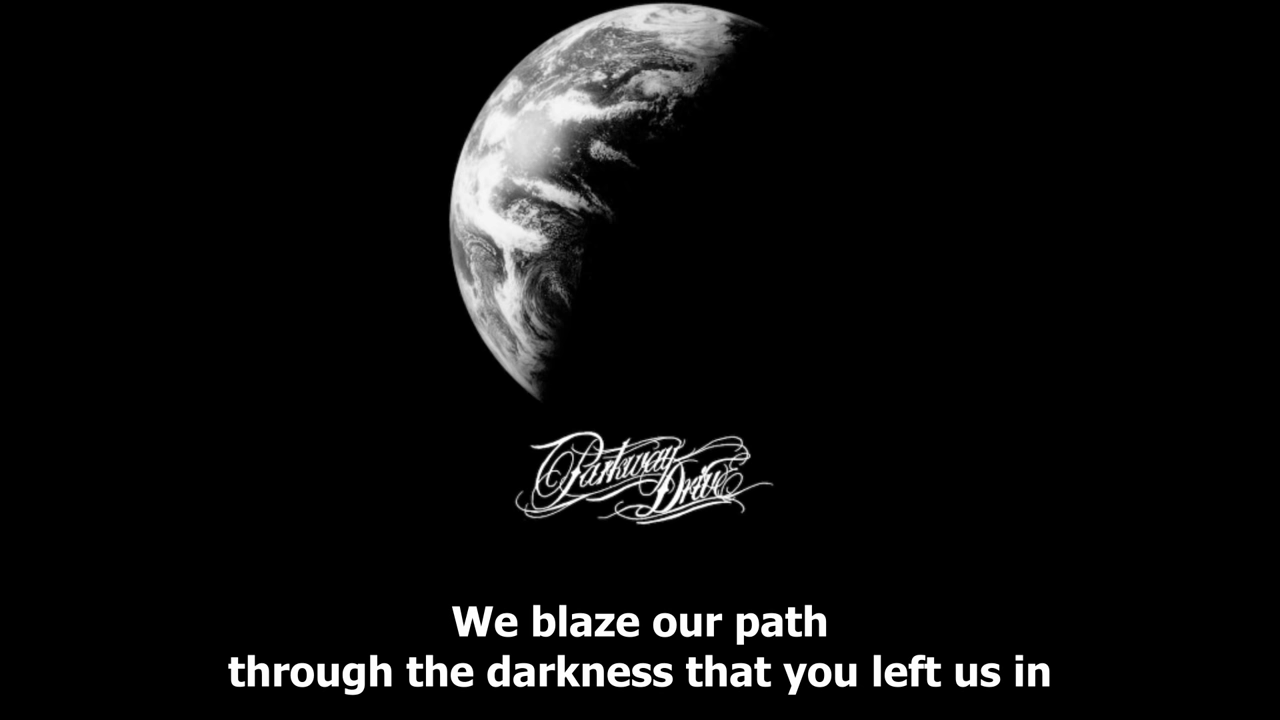 Parkway
Drive
We blaze our path
through the darkness that you left us in